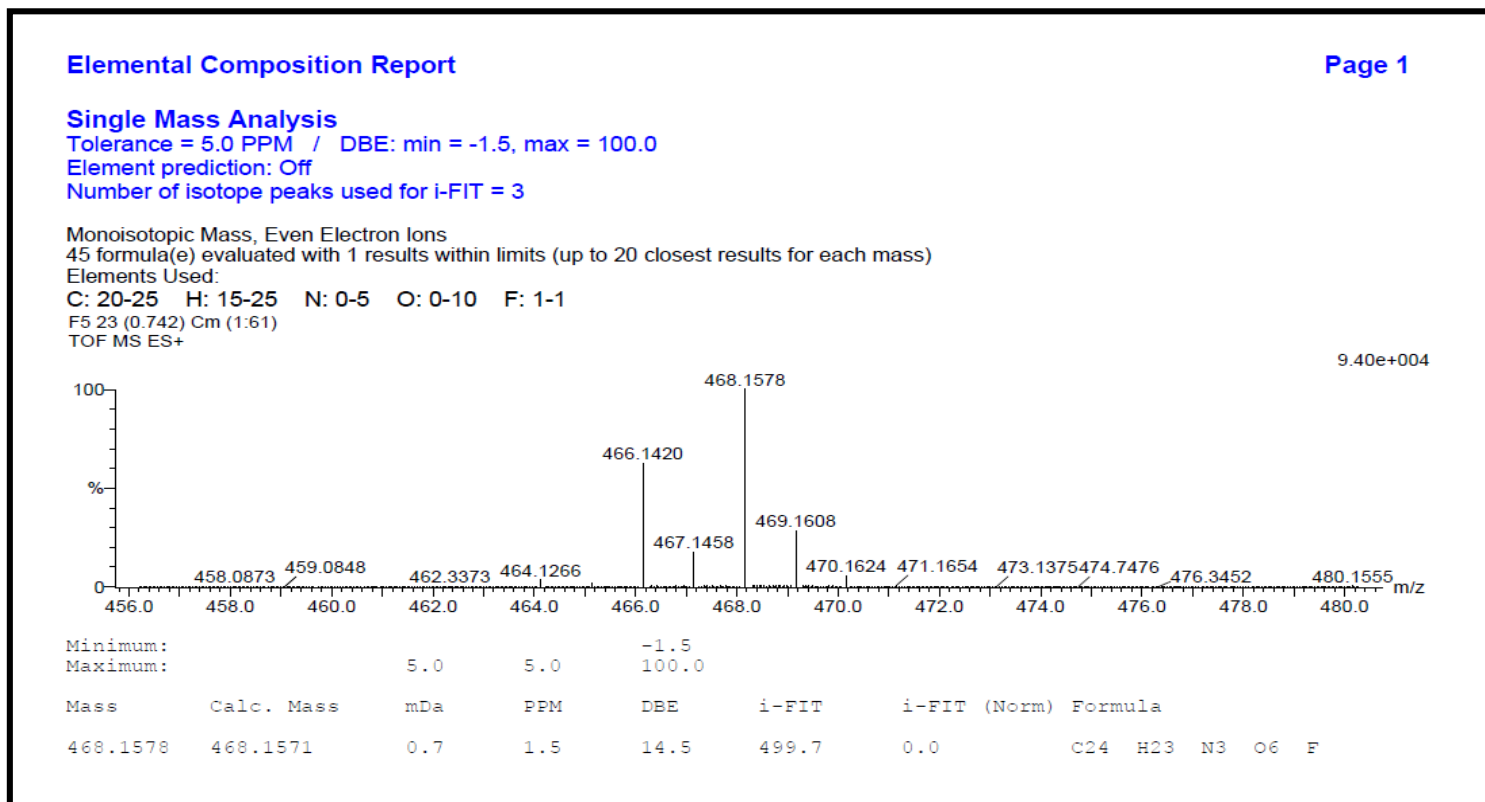 Elemental Composition Report Page 1
Single Mass Analysis
Tolerance = 5.0 PPM / DBE: min = -1.5, max = 100.0
Element prediction: Off
Number of isotope peaks used for i-FIT = 3
Monoisotopic Mass, Even Electron Ions
45 formula(e) evaluated with 1 results within limits (up to 20 closest results for each mass)
Elements Used:
C: 20-25 H: 15-25 N: 0-5 O: 0-10 F: 1-1
F5 23 (0.742) Cm (1:61)
TOF MS ES+
9.40e+004
100
468.1578
466.1420
%
469.1608
467.1458
458.0873 459.0848 462.3373 464.1266 470.1624 471.1654 473.1375 474.7476 476.3452 480.1555
0
m/z
456.0 458.0 460.0 462.0 464.0 466.0 468.0 470.0 472.0 474.0 476.0 478.0 480.0
Minimum: -1.5
Maximum: 5.0 5.0 100.0
Mass Calc. Mass mDa PPM DBE i-FIT i-FIT (Norm) Formula
468.1578 468.1571 0.7 1.5 14.5 499.7 0.0 C24 H23 N3 O6 F